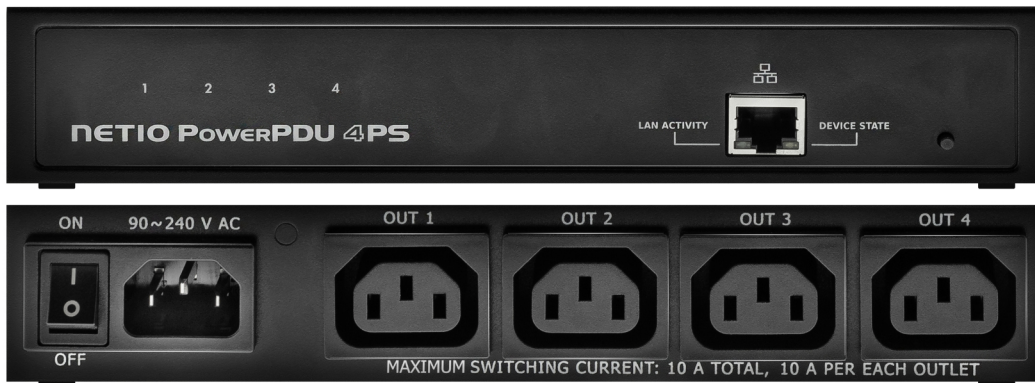 1 2 3 4
NETIO PowerPDU 4PS
LAN ACTIVITY
DEVICE STATE
ON
90~240 V AC
OUT 1
OUT 2
OUT 3
OUT 4
I
O
OFF
MAXIMUM SWITCHING CURRENT: 10 A TOTAL, 10 A PER EACH OUTLET